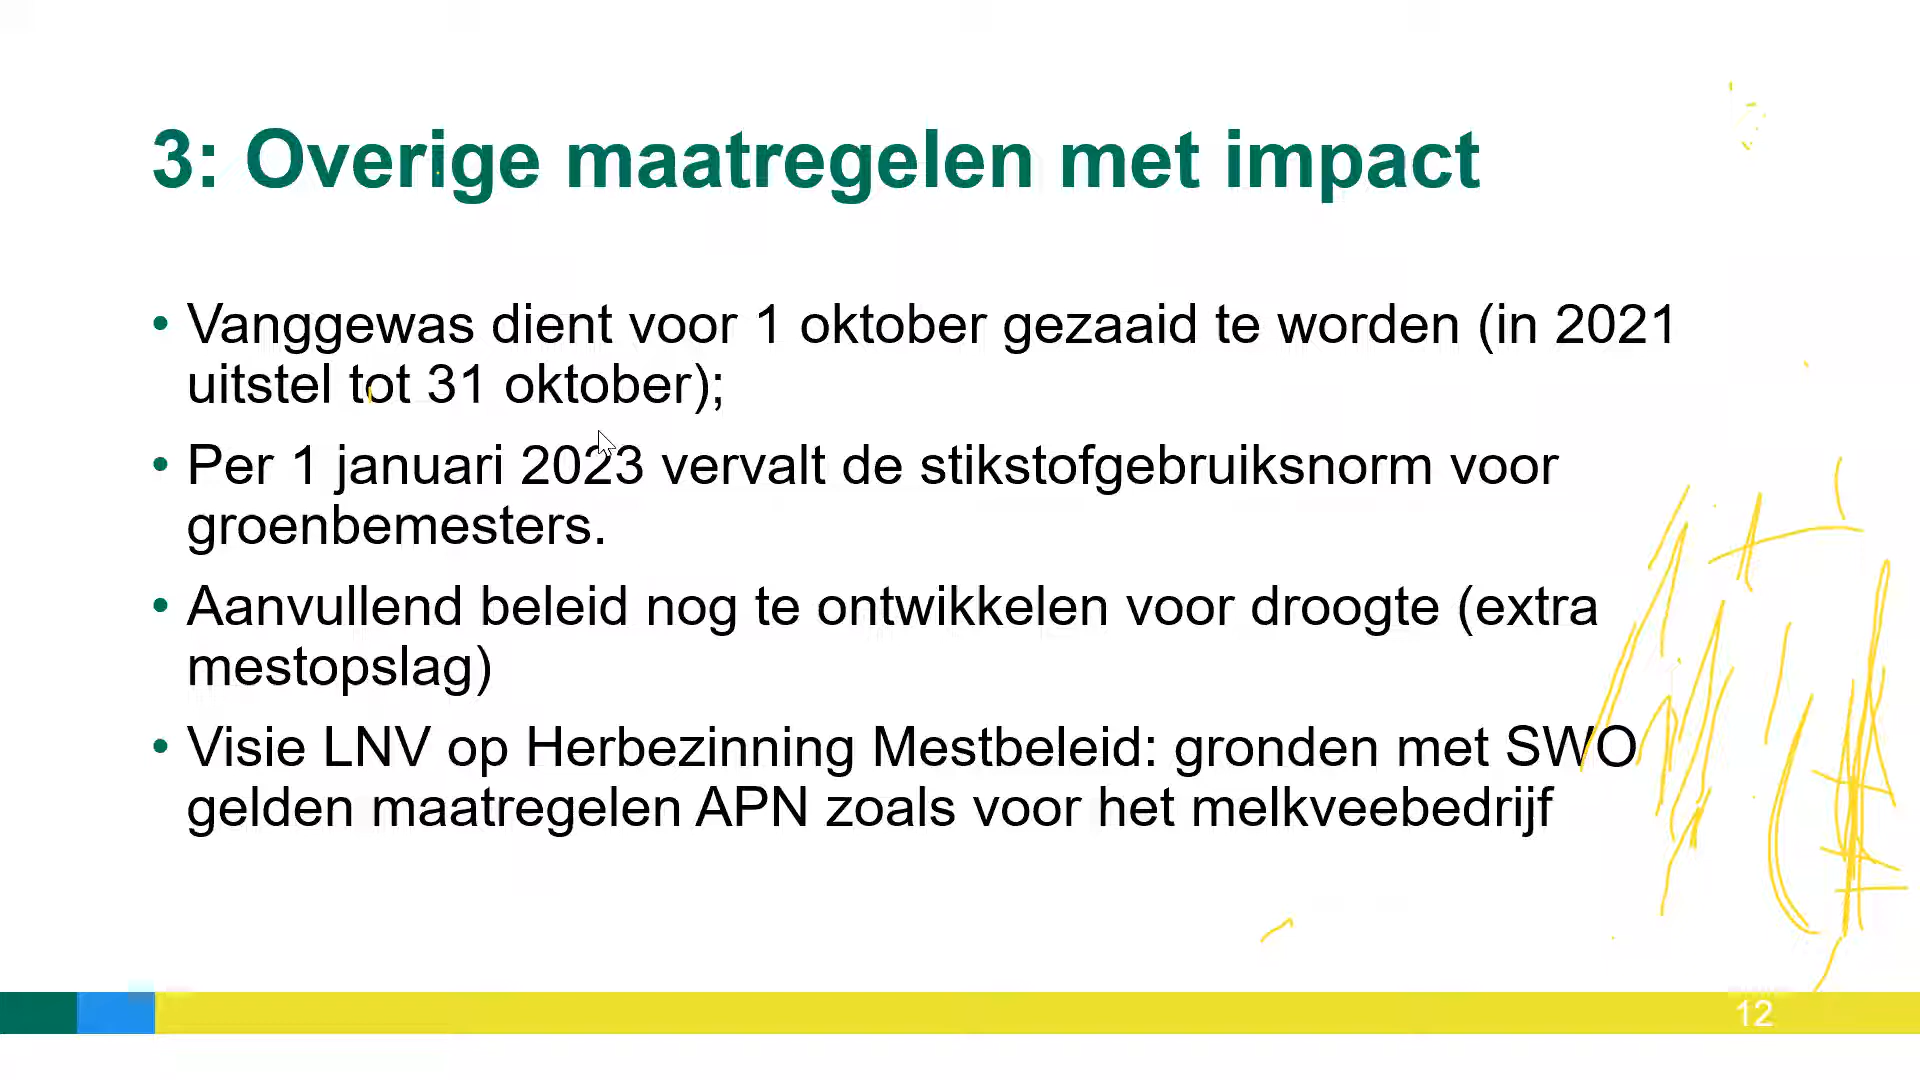 3: Overige maatregelen met impact
• Vanggewas dient voor 1 oktober gezaaid te worden (in 2021
uitstel tot 31 oktober);
• Per 1 januari 2023 vervalt de stikstofgebruiksnorm voor
groenbemesters.
• Aanvullend beleid nog te ontwikkelen voor droogte (extra
mestopslag)
• Visie LNV op Herbezinning Mestbeleid: gronden met SWO
gelden maatregelen APN zoals voor het melkveebedrijf
12